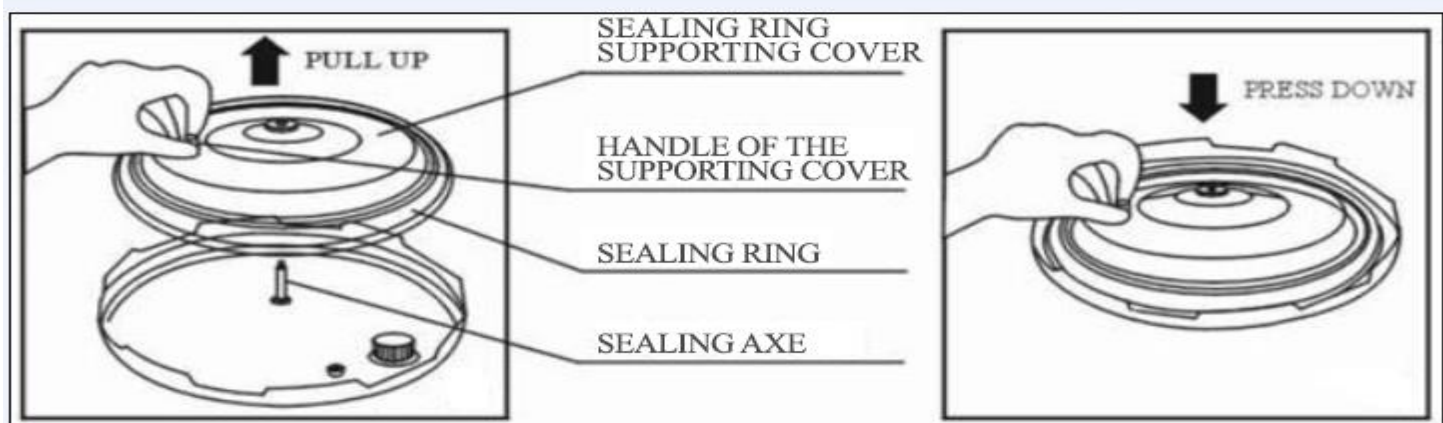 PULL UP
SEALING RING
SUPPORTING COVER
HANDLE OF THE
SUPPORTING COVER
SEALING RING
SEALING AXE
PRESS DOWN